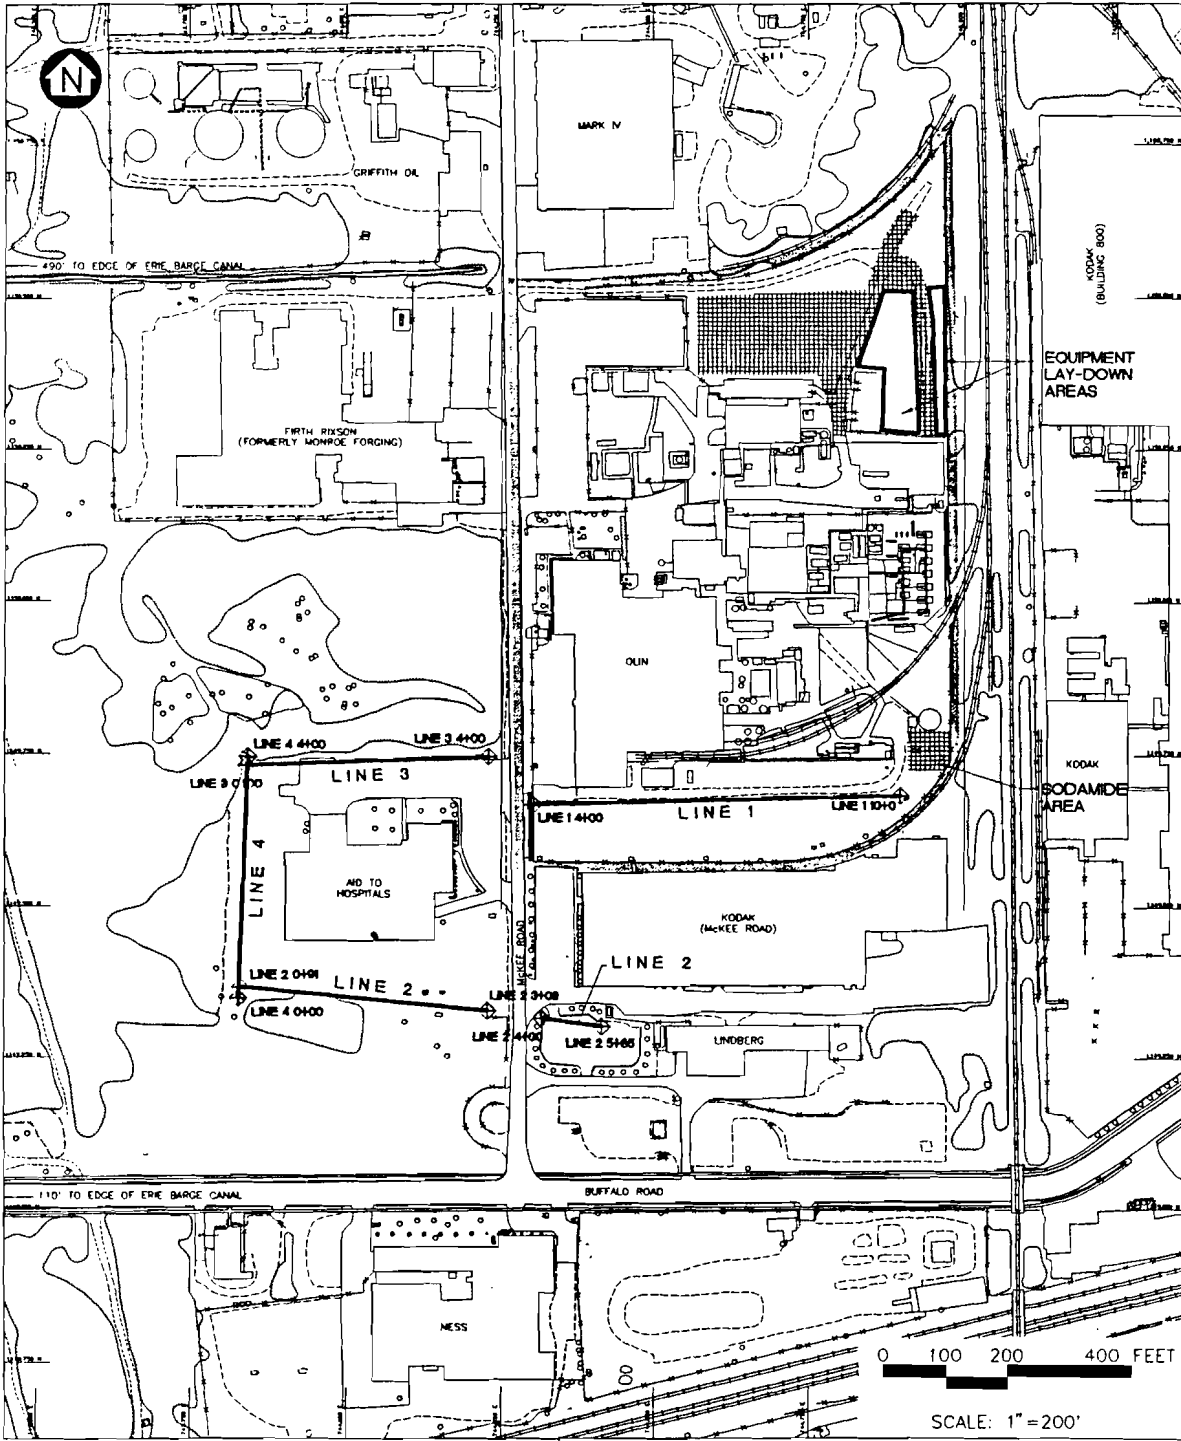 N
MARK IV
GRIFFITH OIL
490' TO EDGE OF ERIE BARGE CANAL
KODAK
(BUILDING 800)
EQUIPMENT
LAY-DOWN
AREAS
FIRTH RIXSON
(FORMERLY MONROE FORGING)
OLIN
LINE 4 4+00
LINE 3 4+00
LINE 3
KODAK
SODAMIDE
AREA
LINE 1 4+00
LINE 1
LINE 1 10+0
LINE 4
AID TO
HOSPITALS
KODAK
(McKEE ROAD)
McKEE ROAD
LINE 2 0+91
LINE 2
LINE 2
LINE 2 3+09
LINE 4 0+00
LINE 2 4+00
LINE 2 5+65
LINDBERG
110' TO EDGE OF ERIE BARGE CANAL
BUFFALO ROAD
NESS
0 100 200 400 FEET
SCALE: 1"=200'